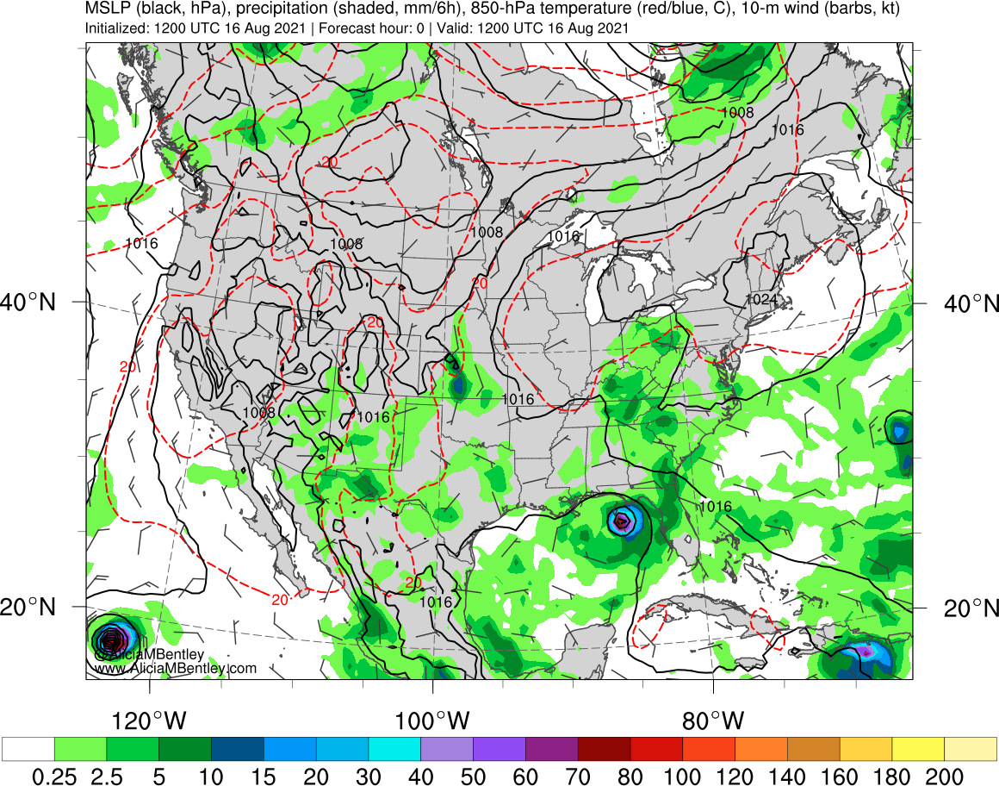 MSLP (black, hPa), precipitation (shaded, mm/6h), 850-hPa temperature (red/blue, C), 10-m wind (barbs, kt)
Initialized: 1200 UTC 16 Aug 2021 | Forecast hour: 0 | Valid: 1200 UTC 16 Aug 2021
1008
1016
20
1008
1016
1016
1008
20
40°N
1024
40°N
20
20
1016
1008
1016
1016
20
20
1016
20°N
20°N
©AliciaMBentley
www.AliciaMBentley.com
120°W 100°W 80°W
0.25 2.5 5 10 15 20 30 40 50 60 70 80 100 120 140 160 180 200